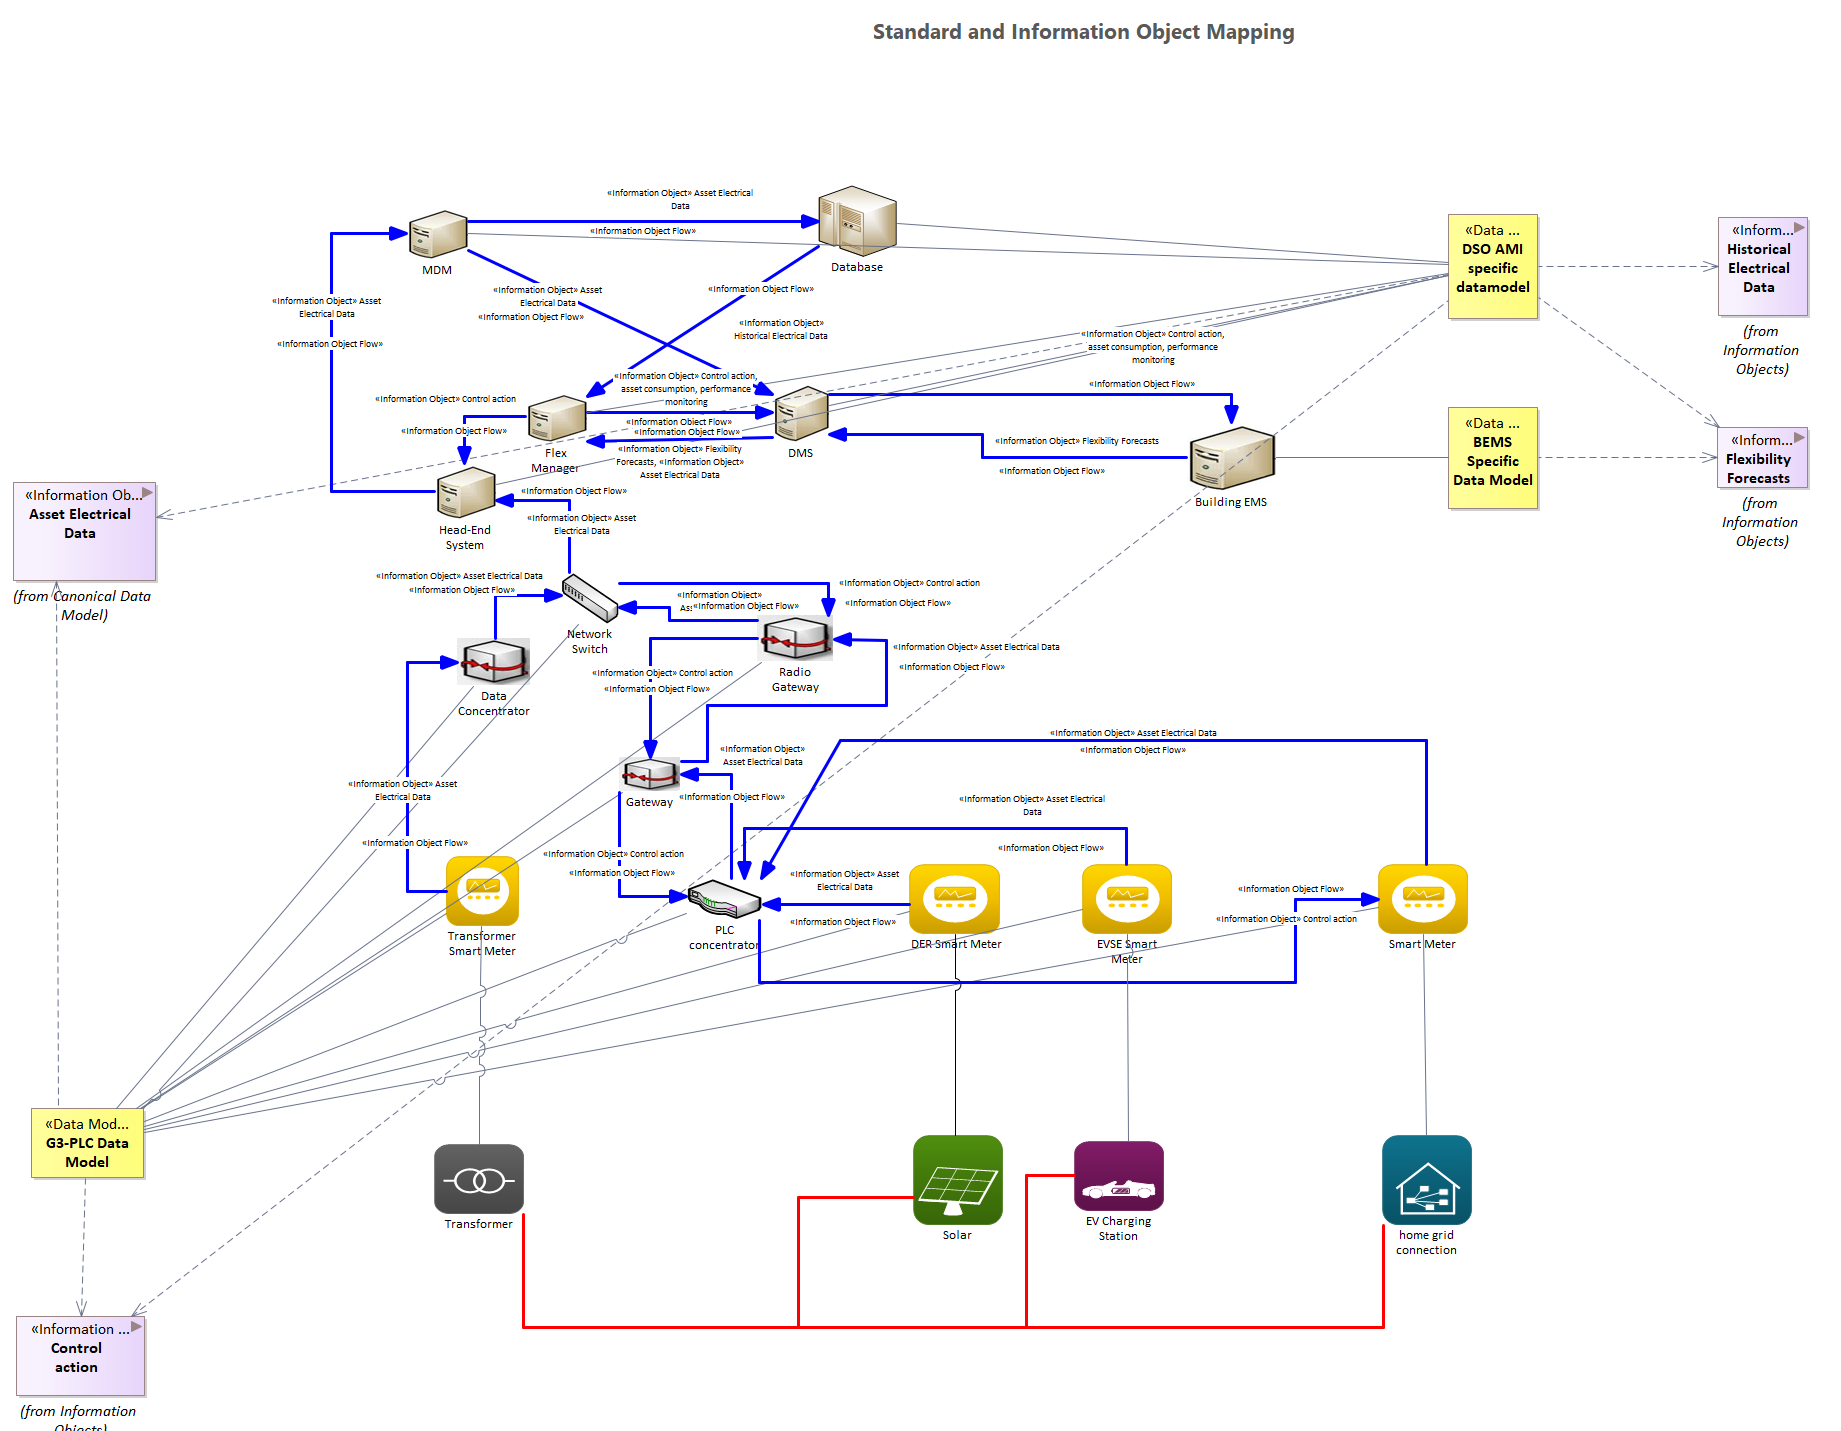 Standard and Information Object Mapping
«Information Object» Asset Electrical
Data
«Information Object Flow»
MDM
Database
«Data ...
DSO AMI
specific
datamodel
«Inform...
Historical
Electrical
Data
(from
Information
Objects)
«Information Object» Asset
Electrical Data
«Information Object Flow»
«Information Object» Asset
Electrical Data
«Information Object Flow»
«Information Object Flow»
«Information Object»
Historical Electrical Data
«Information Object» Control action,
asset consumption, performance
monitoring
«Information Object» Control action,
asset consumption, performance
monitoring
«Information Object Flow»
«Information Object» Control action
«Information Object Flow»
«Information Object Flow»
«Information Object Flow»
«Information Object» Flexibility
Forecasts, «Information Object»
Asset Electrical Data
Flex
Manager
DMS
«Information Object» Flexibility Forecasts
«Information Object Flow»
Building EMS
«Data ...
BEMS
Specific
Data Model
«Inform...
Flexibility
Forecasts
(from
Information
Objects)
«Information Ob...
Asset Electrical
Data
(from Canonical Data
Model)
Head-End
System
«Information Object Flow»
«Information Object» Asset
Electrical Data
«Information Object» Asset Electrical Data
«Information Object Flow»
Network
Switch
«Information Object»
As:
«Information Object Flow»
«Information Object» Control action
«Information Object Flow»
Radio
Gateway
«Information Object» Asset Electrical Data
«Information Object Flow»
Data
Concentrator
«Information Object» Control action
«Information Object Flow»
«Information Object»
Asset Electrical Data
«Information Object Flow»
Gateway
«Information Object» Asset Electrical Data
«Information Object Flow»
«Information Object» Asset
Electrical Data
«Information Object Flow»
«Information Object» Asset Electrical
Data
«Information Object Flow»
«Information Object» Control action
«Information Object Flow»
«Information Object» Asset
Electrical Data
«Information Object Flow»
«Information Object Flow»
«Information Object» Control action
Transformer
Smart Meter
PLC
concentrator
DER Smart Meter
EVSE Smart
Meter
Smart Meter
«Data Mod...
G3-PLC Data
Model
Transformer
Solar
EV Charging
Station
home grid
connection
«Information ...
Control
action
(from Information
Objects)